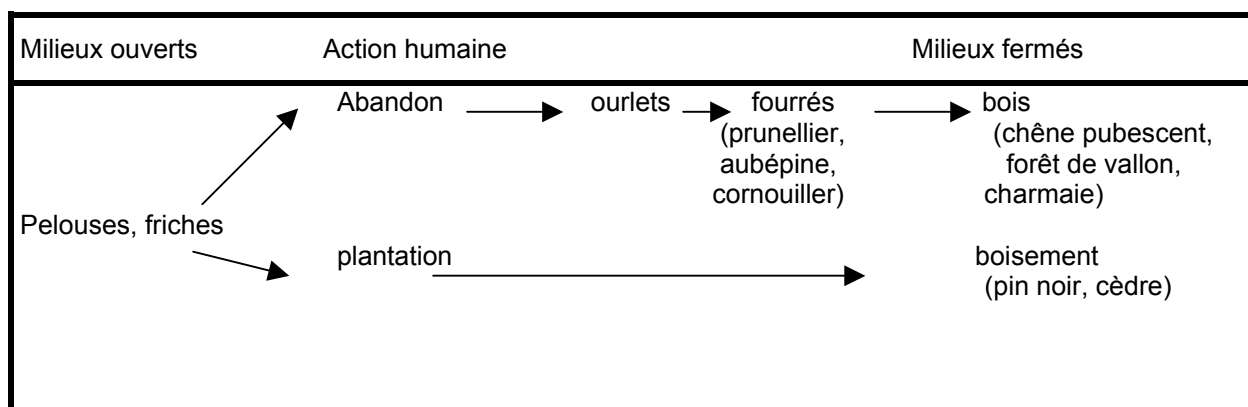 Milieux ouverts Action humaine Milieux fermés
Abandon ourlets fourrés bois
(prunellier, (chêne pubescent,
aubépine, forêt de vallon,
cornouiller) charmaie)
Pelouses, friches
plantation boisement
(pin noir, cèdre)